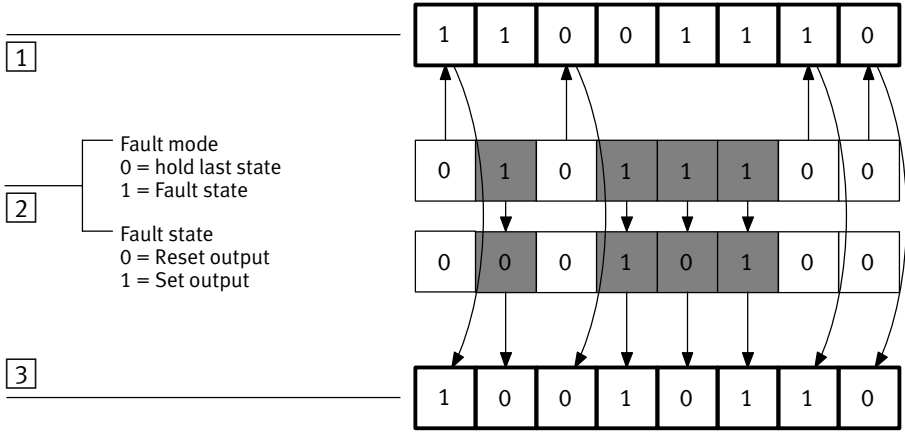 1 1 0 0 1 1 1 0
1
Fault mode
0 = hold last state
1 = Fault state
0 1 0 1 1 1 0 0
2
Fault state
0 = Reset output
1 = Set output
0 0 0 1 0 1 0 0
3
1 0 0 1 0 1 1 0